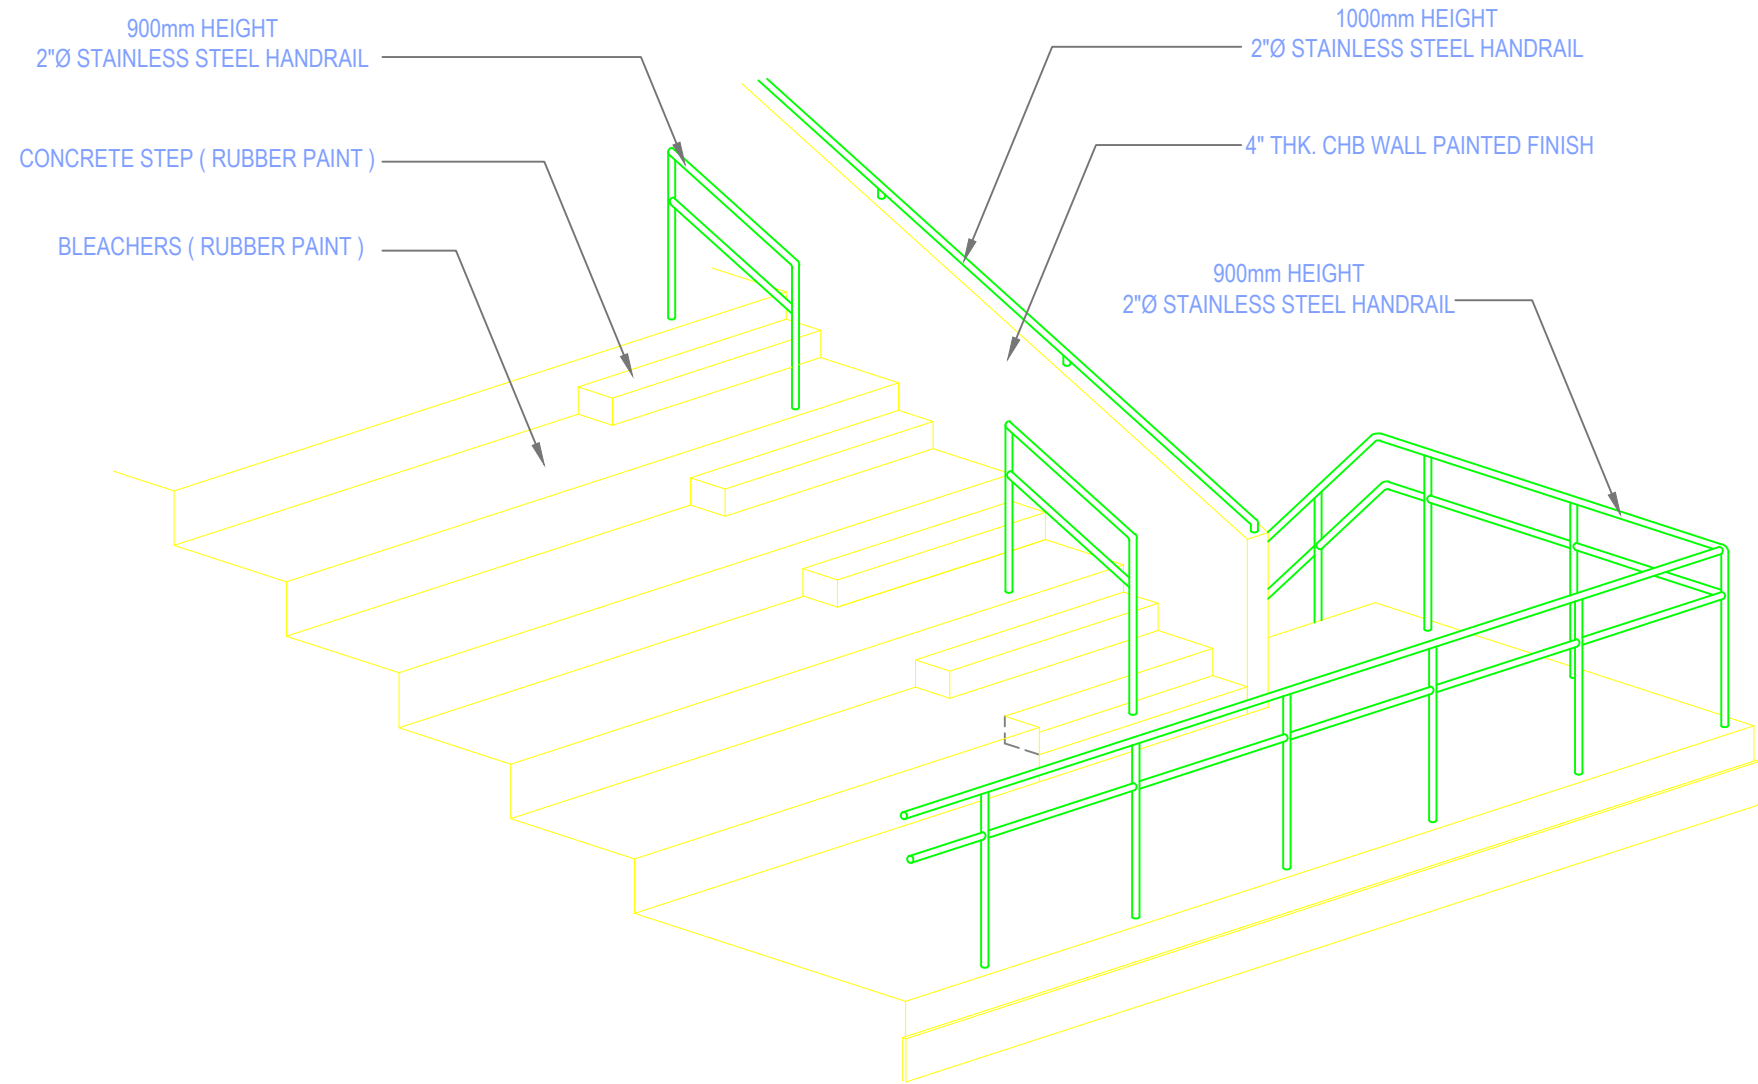 900mm HEIGHT
2"Ø STAINLESS STEEL HANDRAIL
CONCRETE STEP ( RUBBER PAINT )
BLEACHERS ( RUBBER PAINT )
1000mm HEIGHT
2"Ø STAINLESS STEEL HANDRAIL
4" THK. CHB WALL PAINTED FINISH
900mm HEIGHT
2"Ø STAINLESS STEEL HANDRAIL